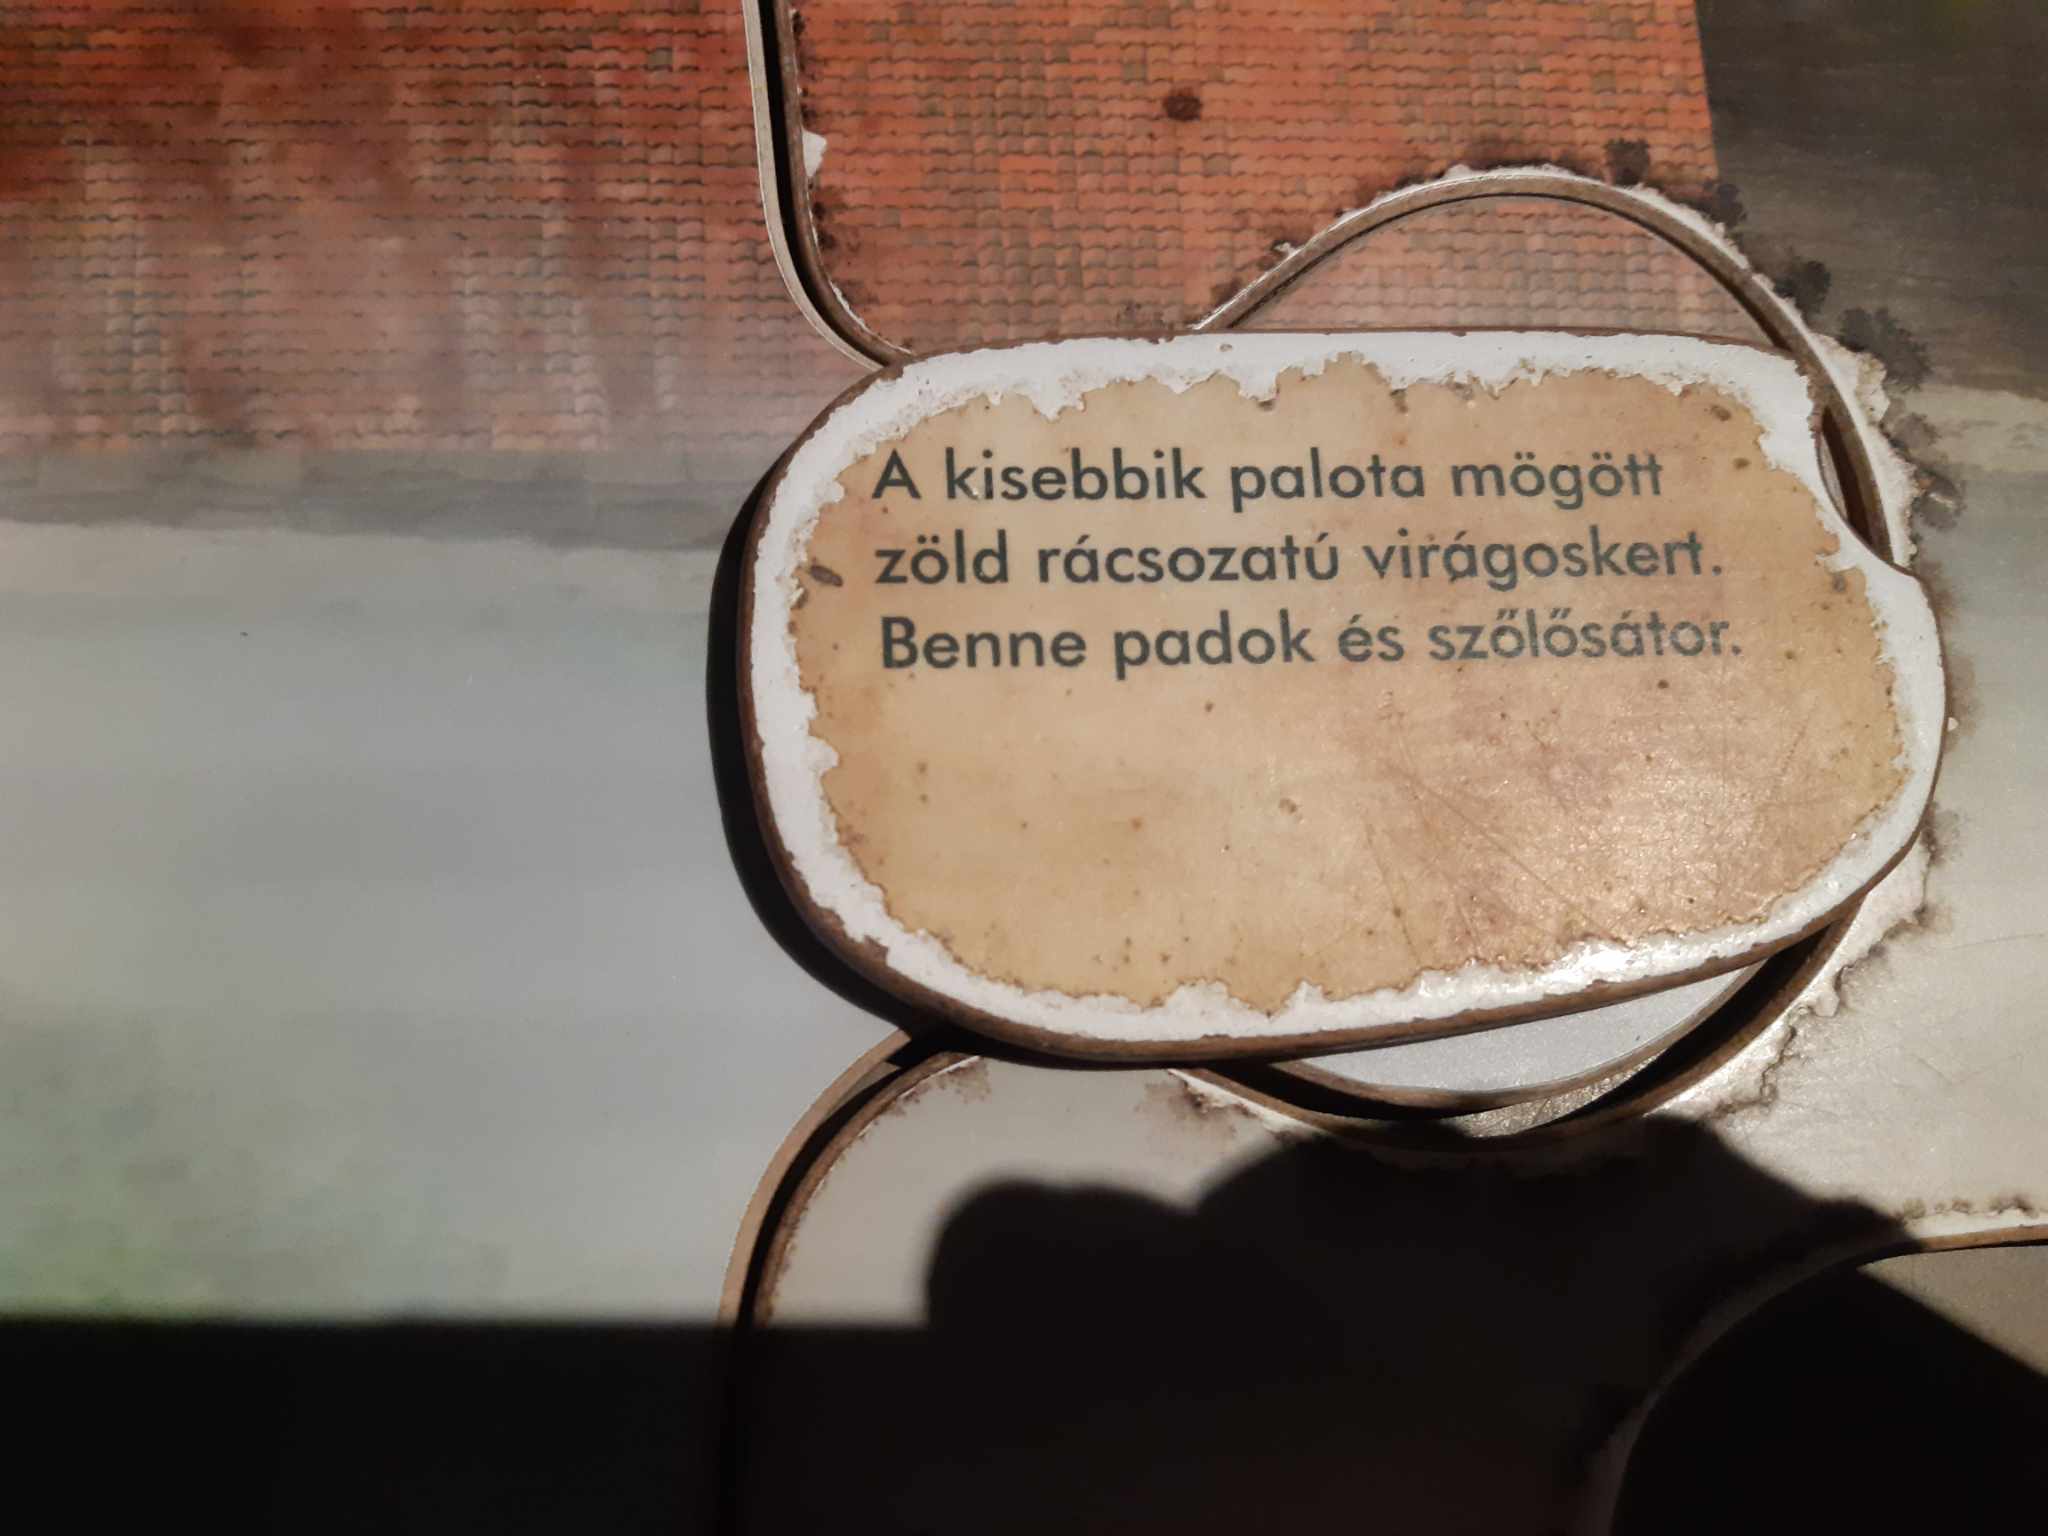 A kisebbik palota mögött
zöld rácsozatú virágoskert.
Benne padok és szőlősátor.